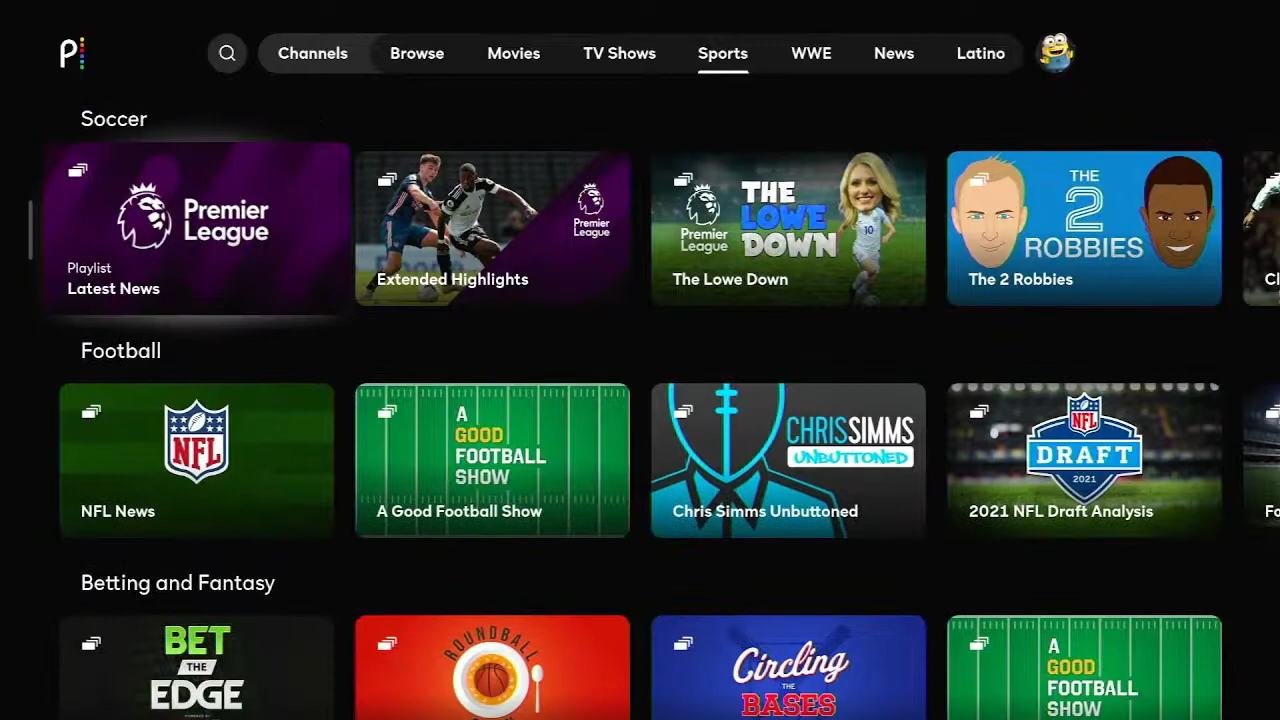 P
Channels
Browse
Movies
TV Shows
Sports
WWE
News
Latino
Soccer
Premier
League
Playlist
Latest News
Premier
League
Extended Highlights
Premier
League
THE
LOWE
DOWN
10
The Lowe Down
THE
2
ROBBIES
The 2 Robbies
Football
NFL
NFL News
A
GOOD
FOOTBALL
SHOW
A Good Football Show
CHRIS SIMMS
UNBUTTONED
Chris Simms Unbuttoned
NFL
DRAFT
2021
2021 NFL Draft Analysis
Betting and Fantasy
BET
THE
EDGE
ROUNDBALL
Circling
THE
BASES
A
GOOD
FOOTBALL
SHOW